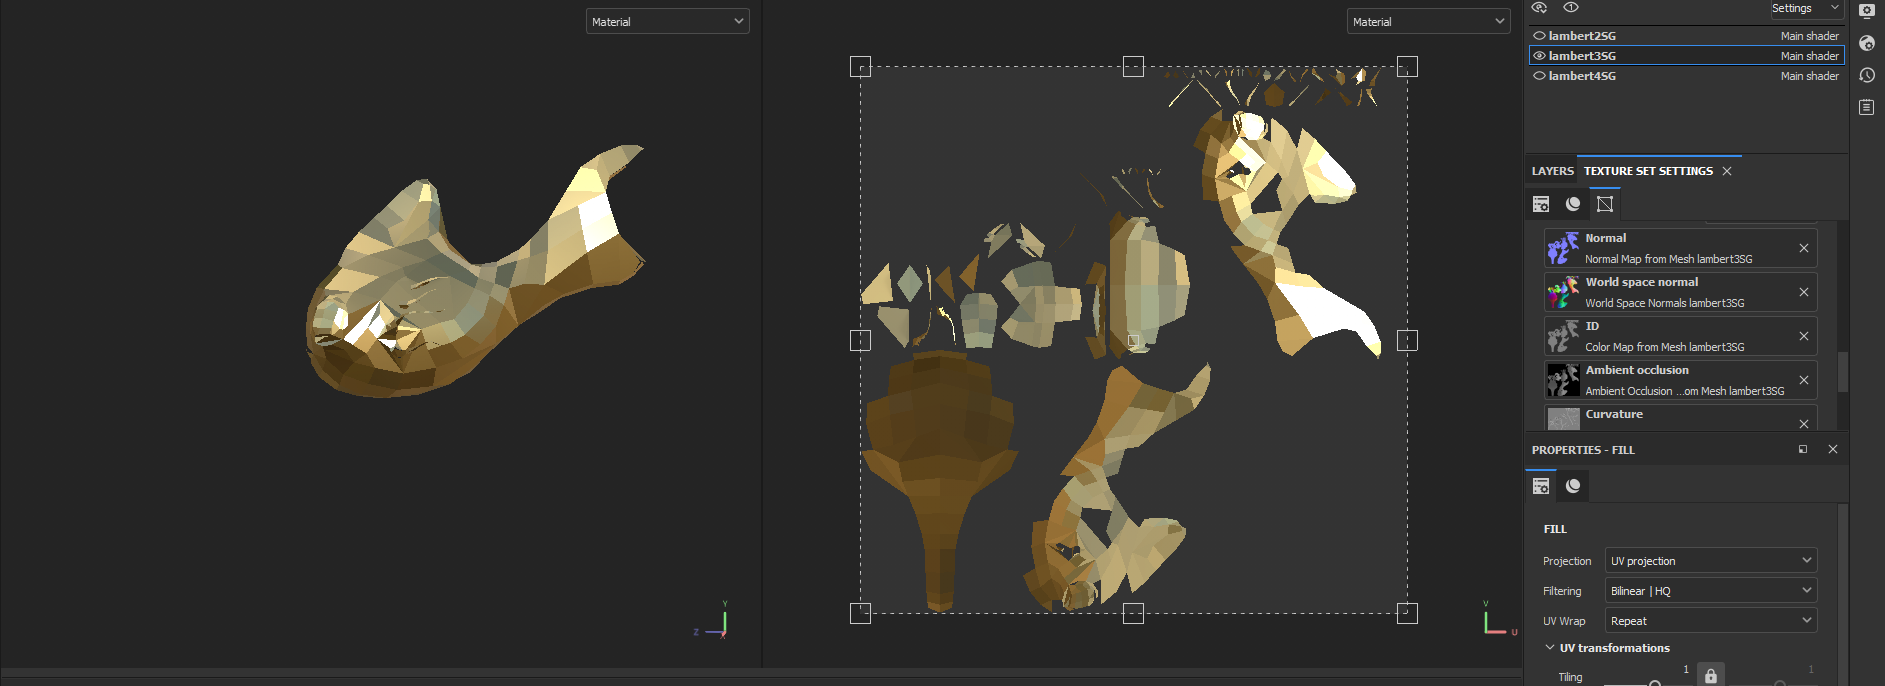 Material
Material
Settings
lambert2SG Main shader
lambert3SG Main shader
lambert4SG Main shader
LAYERS TEXTURE SET SETTINGS
Normal
Normal Map from Mesh lambert3SG
World space normal
World Space Normals lambert3SG
ID
Color Map from Mesh lambert3SG
Ambient occlusion
Ambient Occlusion ...om Mesh lambert3SG
Curvature
PROPERTIES - FILL
FILL
Projection UV projection
Filtering Bilinear | HQ
UV Wrap Repeat
UV transformations
Tiling 1 1
Y
Z X
V
U